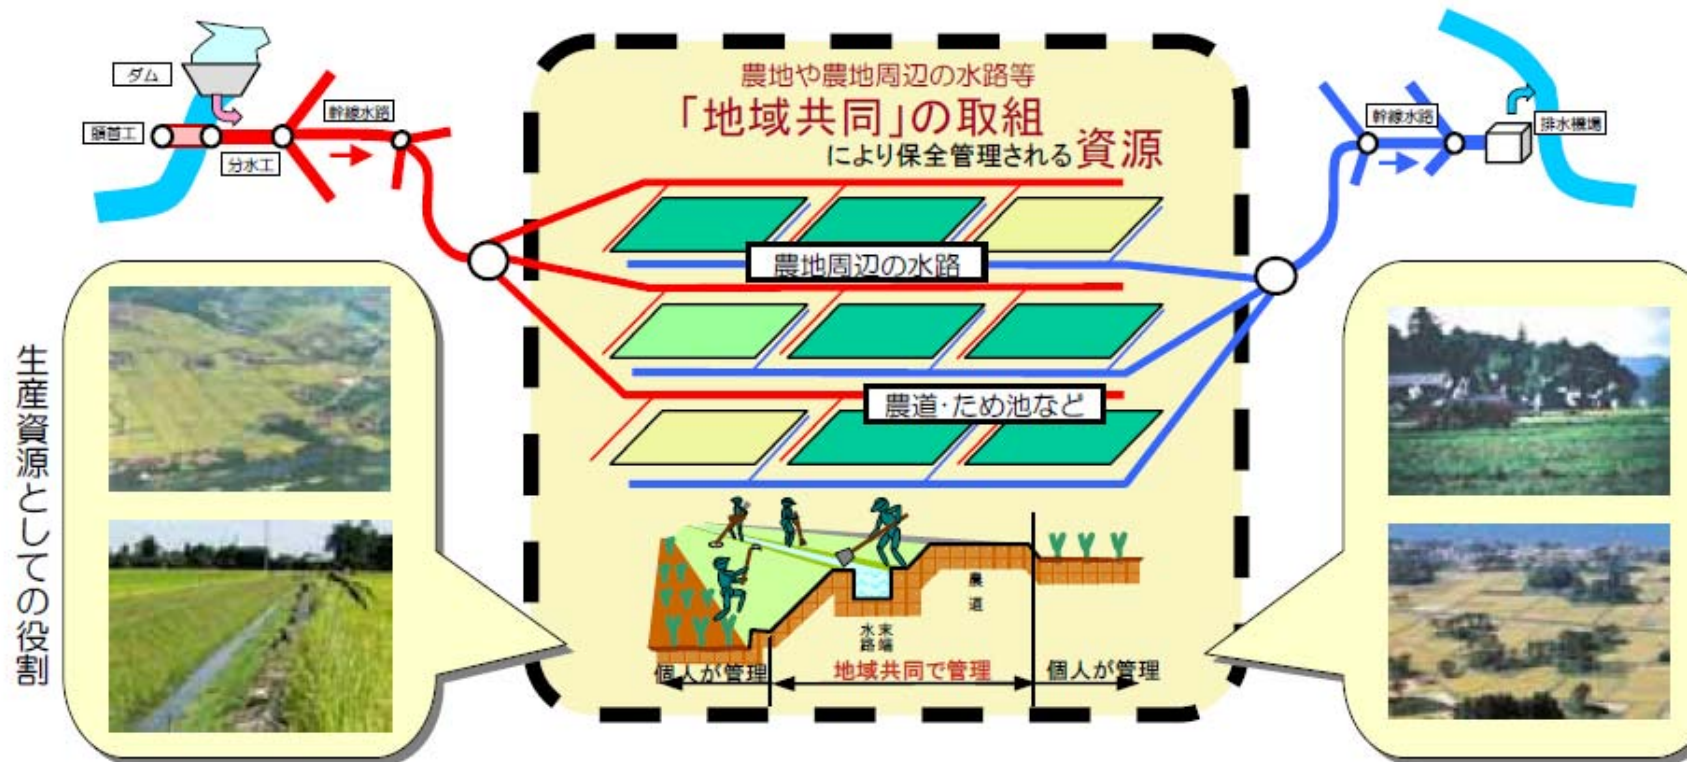 ダム
頭首工
分水工
幹線水路
農地や農地周辺の水路等
「地域共同」の取組
により保全管理される資源
幹線水路
排水機場
農地周辺の水路
農道・ため池など
生産資源としての役割
農道
末端
水路
個人が管理
地域共同で管理
個人が管理